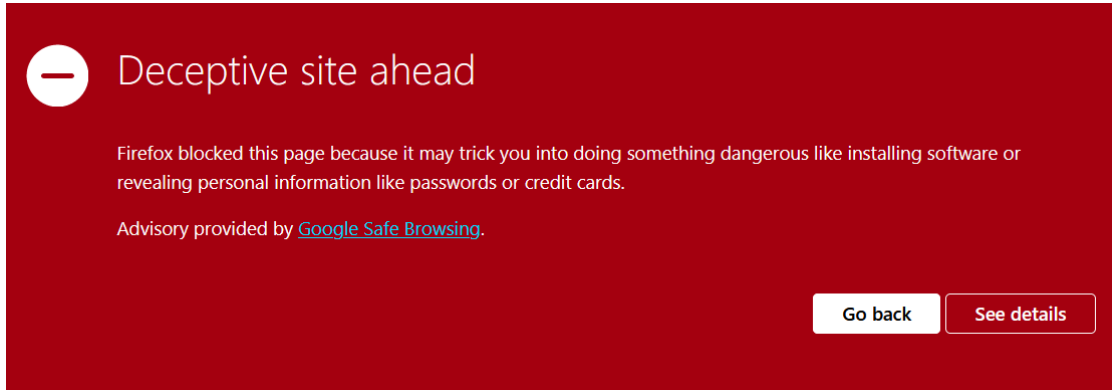 Deceptive site ahead
Firefox blocked this page because it may trick you into doing something dangerous like installing software or
revealing personal information like passwords or credit cards.
Advisory provided by Google Safe Browsing.
Go back See details